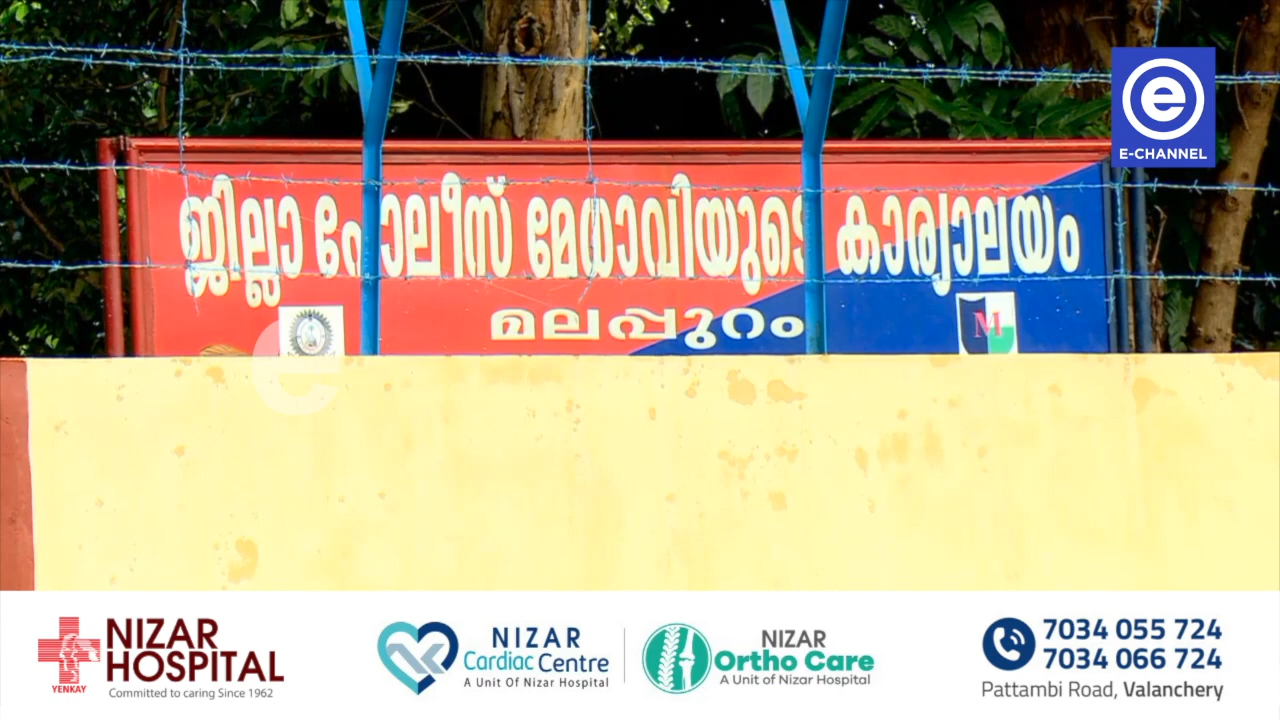 e
E-CHANNEL
ജില്ലാ പോലീസ് മേധാവിയുടെ കാര്യാലയം
മലപ്പുറം
M
e
YENKAY
NIZAR
HOSPITAL
Committed to caring Since 1962
NIZAR
Cardiac Centre
A Unit Of Nizar Hospital
NIZAR
Ortho Care
A Unit of Nizar Hospital
7034 055 724
7034 066 724
Pattambi Road, Valanchery